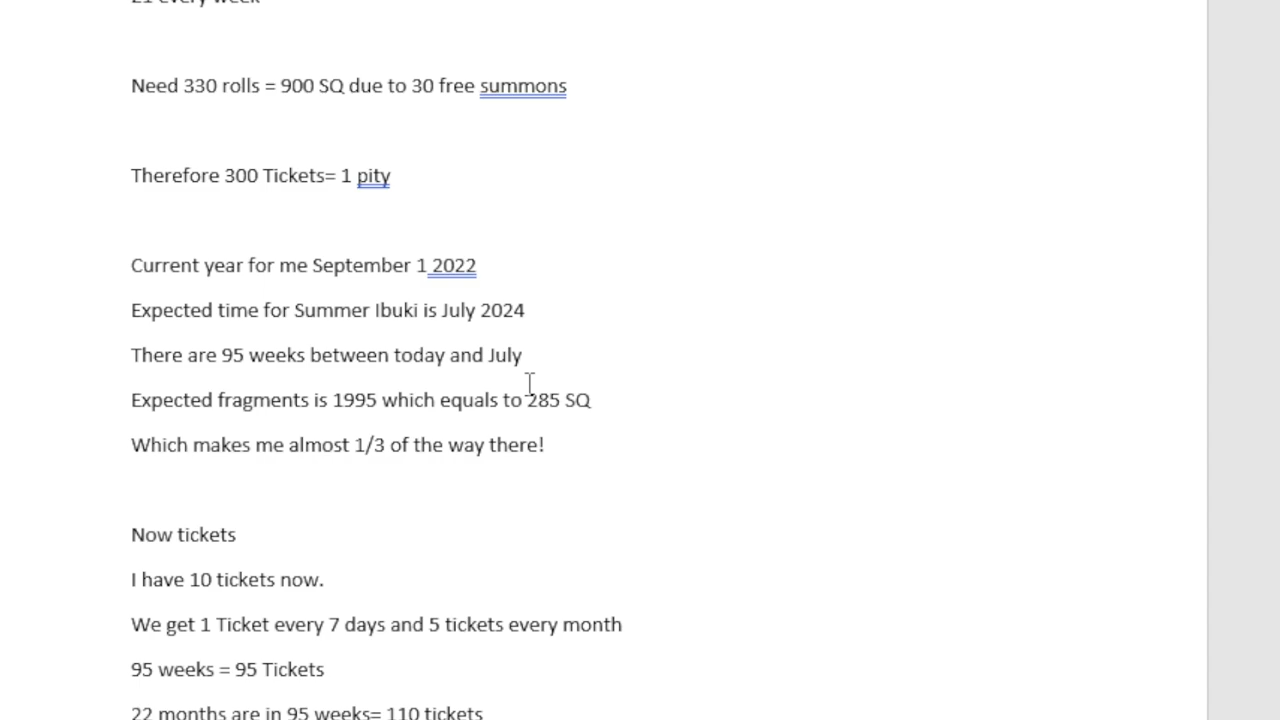 21 every week
Need 330 rolls = 900 SQ due to 30 free summons
Therefore 300 Tickets= 1 pity
Current year for me September 1 2022
Expected time for Summer Ibuki is July 2024
There are 95 weeks between today and July
Expected fragments is 1995 which equals to 285 SQ
Which makes me almost 1/3 of the way there!
Now tickets
I have 10 tickets now.
We get 1 Ticket every 7 days and 5 tickets every month
95 weeks = 95 Tickets
22 months are in 95 weeks= 110 tickets